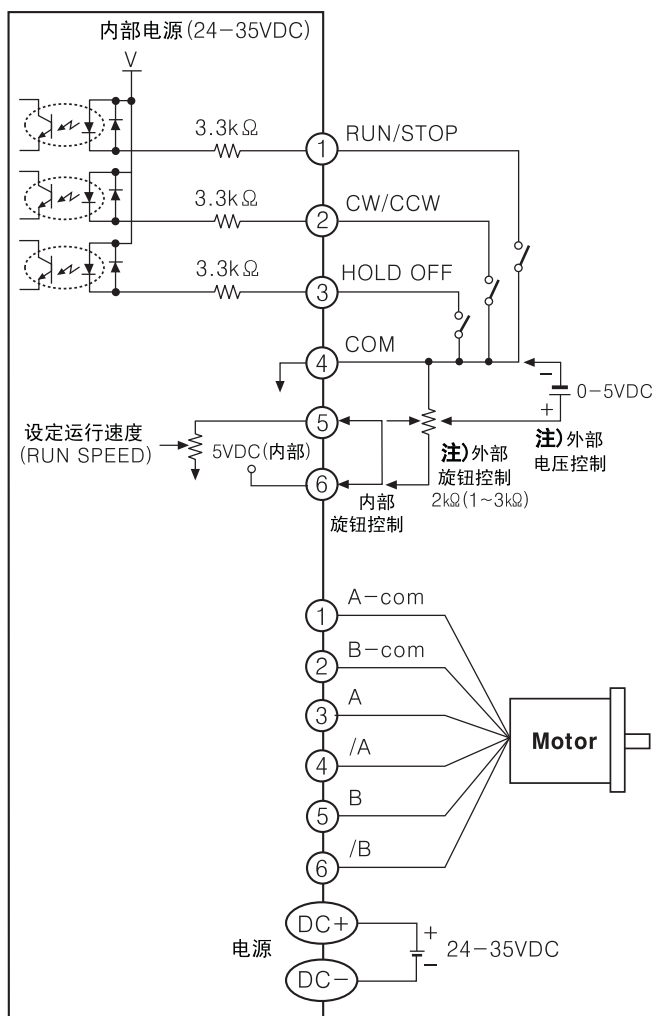 内部电源(24-35VDC)
V
3.3kΩ
1
RUN/STOP
3.3kΩ
2
CW/CCW
3.3kΩ
3
HOLD OFF
4
COM
0-5VDC
-
+
设定运行速度
(RUN SPEED)
5VDC(内部)
5
6
内部
旋钮控制
注)外部
旋钮控制
2kΩ(1~3kΩ)
注)外部
电压控制
1
A-com
2
B-com
3
A
4
/A
5
B
6
/B
Motor
电源
DC+
DC-
+
-
24-35VDC